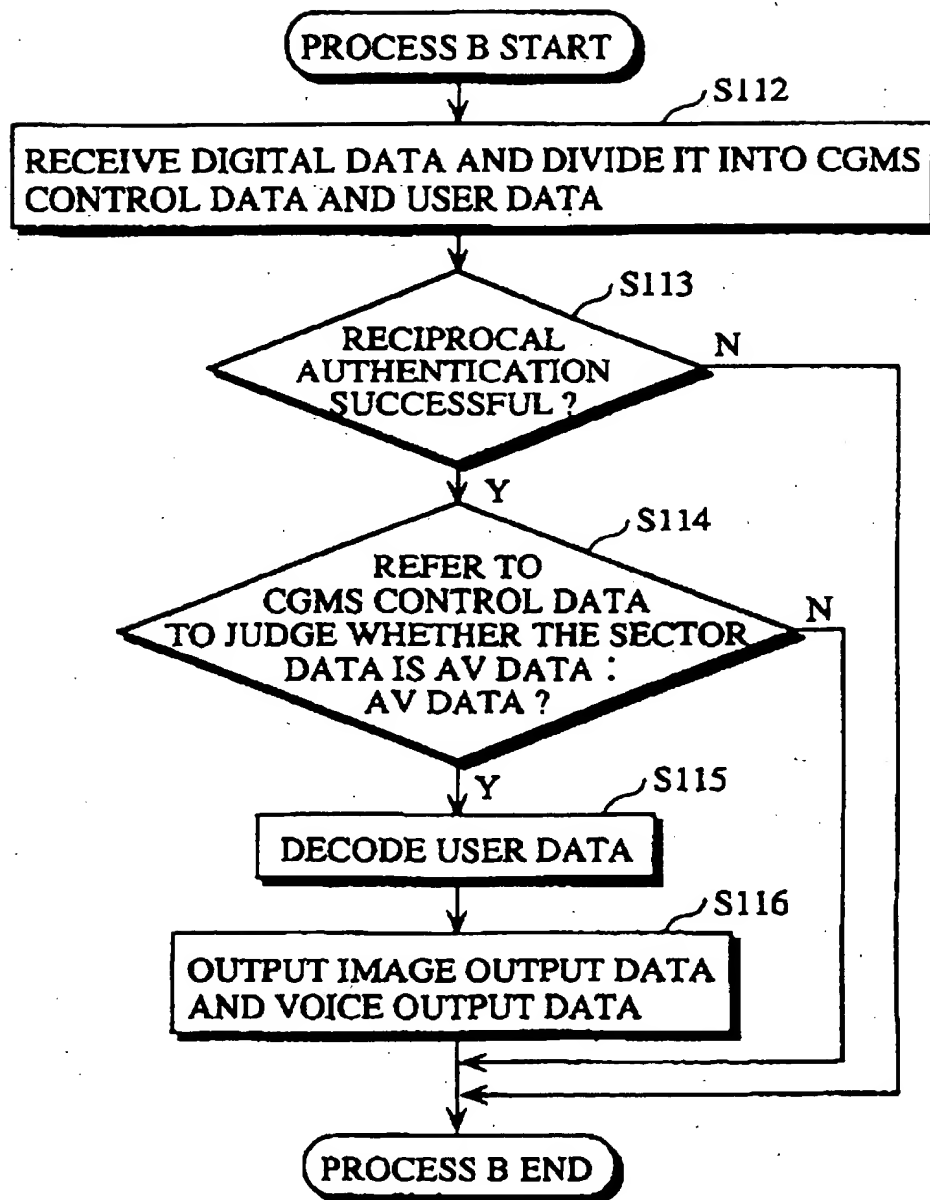 PROCESS B START
S112
RECEIVE DIGITAL DATA AND DIVIDE IT INTO CGMS
CONTROL DATA AND USER DATA
S113
RECIPROCAL
AUTHENTICATION
SUCCESSFUL ?
N
Y
S114
REFER TO
CGMS CONTROL DATA
TO JUDGE WHETHER THE SECTOR
DATA IS AV DATA :
AV DATA ?
N
Y
S115
DECODE USER DATA
S116
OUTPUT IMAGE OUTPUT DATA
AND VOICE OUTPUT DATA
PROCESS B END